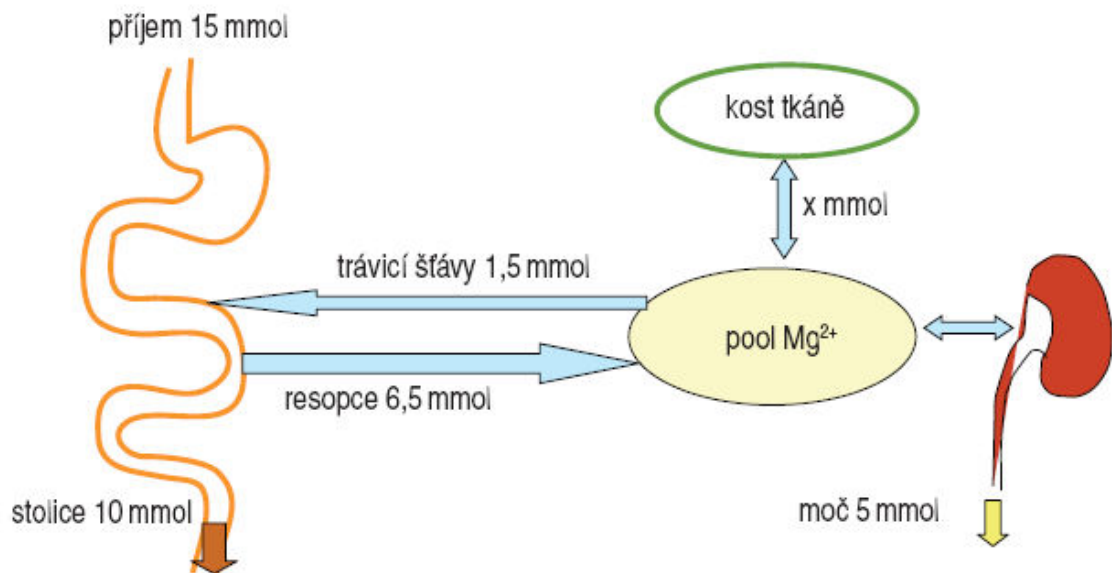 příjem 15 mmol
kost tkáně
x mmol
trávicí šťávy 1,5 mmol
pool Mg²⁺
resopce 6,5 mmol
stolice 10 mmol
moč 5 mmol